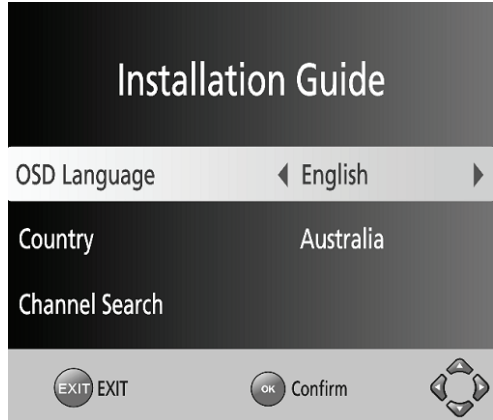 Installation Guide
OSD Language English
Country Australia
Channel Search
EXIT EXIT OK Confirm